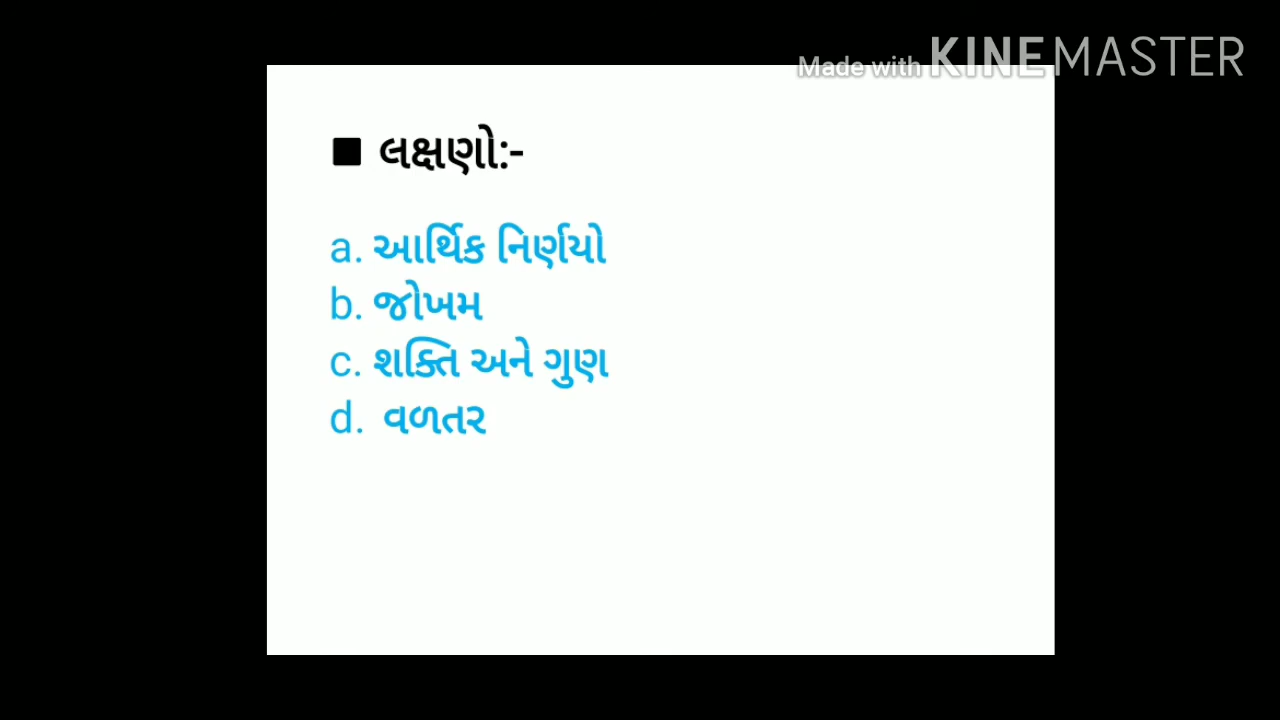 Made with KINEMASTER
■ લક્ષણો:-
a. આર્થિક નિર્ણયો
b. જોખમ
c. શક્તિ અને ગુણ
d. વળતર